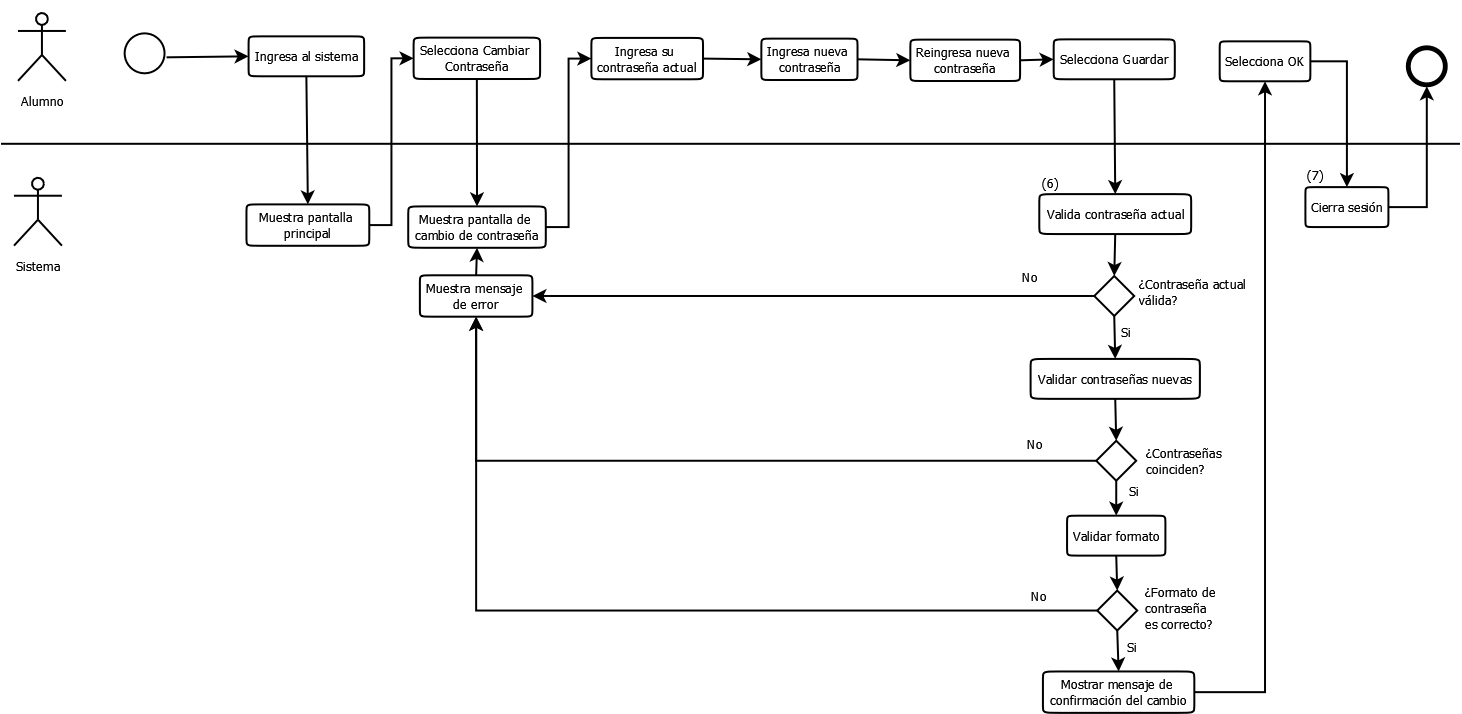 Alumno
Ingresa al sistema
Selecciona Cambiar
Contraseña
Ingresa su
contraseña actual
Ingresa nueva
contraseña
Reingresa nueva
contraseña
Selecciona Guardar
Selecciona OK
Sistema
Muestra pantalla
principal
Muestra pantalla de
cambio de contraseña
Muestra mensaje
de error
(6)
Valida contraseña actual
(7)
Cierra sesión
No
¿Contraseña actual
válida?
Si
Validar contraseñas nuevas
No
¿Contraseñas
coinciden?
Si
Validar formato
No
¿Formato de
contraseña
es correcto?
Si
Mostrar mensaje de
confirmación del cambio